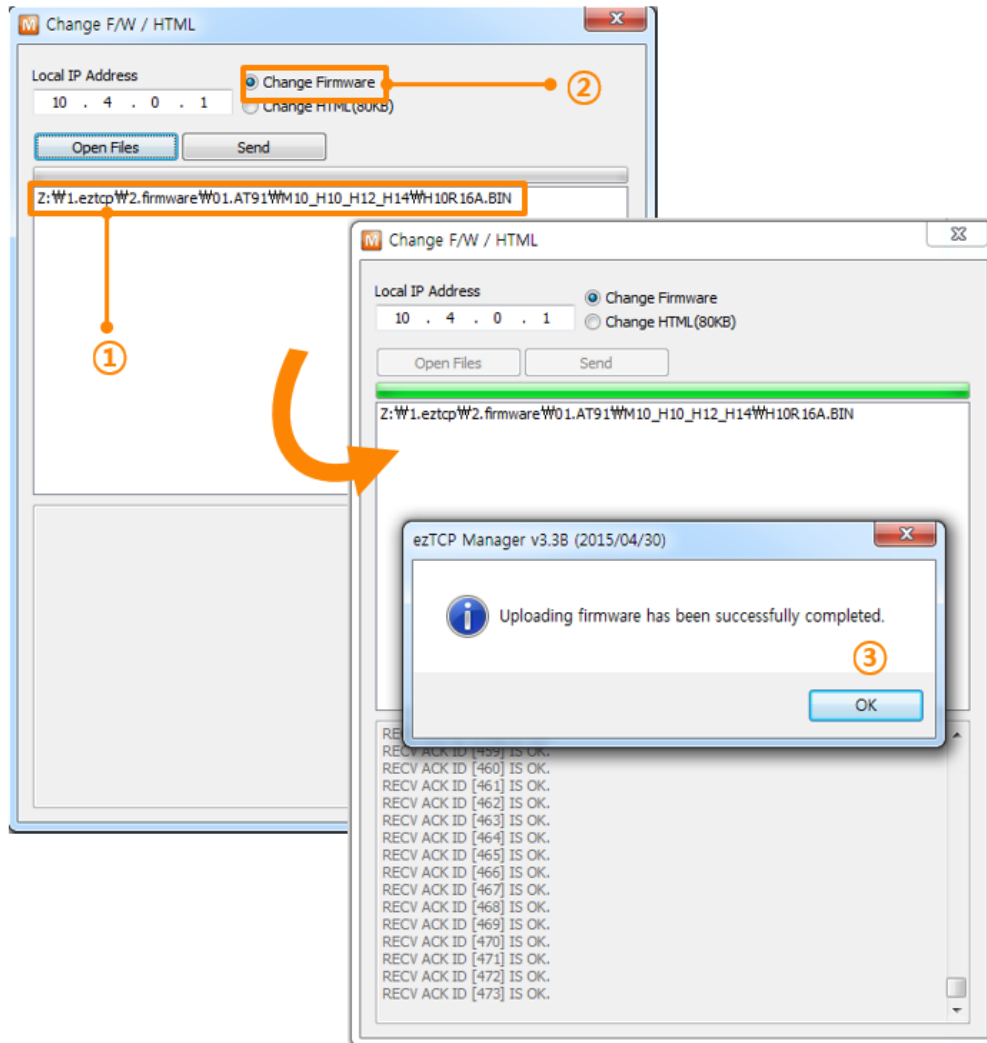 Change F/W / HTML
Local IP Address
Change Firmware
②
10 . 4 . 0 . 1
Change HTML(80KB)
Open Files
Send
Z:₩1.eztcp₩2.firmware₩01.AT91₩M10_H10_H12_H14₩H10R16A.BIN
①
Change F/W / HTML
Local IP Address
Change Firmware
10 . 4 . 0 . 1
Change HTML(80KB)
Open Files
Send
Z:₩1.eztcp₩2.firmware₩01.AT91₩M10_H10_H12_H14₩H10R16A.BIN
ezTCP Manager v3.3B (2015/04/30)
Uploading firmware has been successfully completed.
③
OK
RECV ACK ID [459] IS OK.
RECV ACK ID [460] IS OK.
RECV ACK ID [461] IS OK.
RECV ACK ID [462] IS OK.
RECV ACK ID [463] IS OK.
RECV ACK ID [464] IS OK.
RECV ACK ID [465] IS OK.
RECV ACK ID [466] IS OK.
RECV ACK ID [467] IS OK.
RECV ACK ID [468] IS OK.
RECV ACK ID [469] IS OK.
RECV ACK ID [470] IS OK.
RECV ACK ID [471] IS OK.
RECV ACK ID [472] IS OK.
RECV ACK ID [473] IS OK.